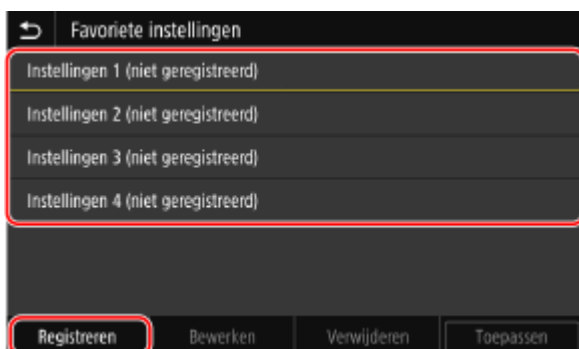 Favoriete instellingen
Instellingen 1 (niet geregistreerd)
Instellingen 2 (niet geregistreerd)
Instellingen 3 (niet geregistreerd)
Instellingen 4 (niet geregistreerd)
Registreren Bewerken Verwijderen Toepassen